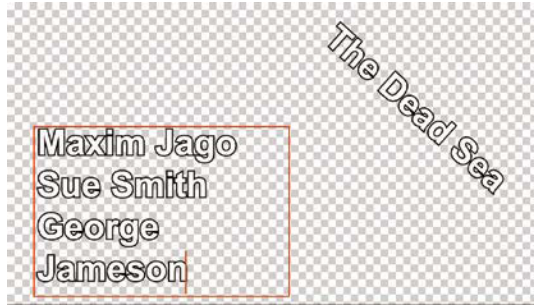 The Dead Sea
Maxim Jago
Sue Smith
George
Jameson